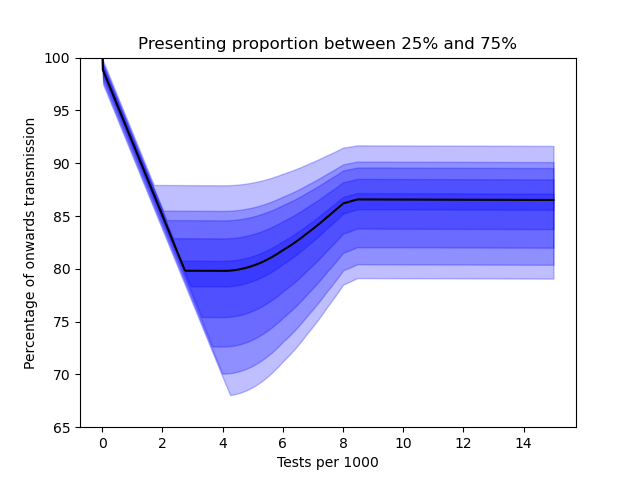 Presenting proportion between 25% and 75%
Percentage of onwards transmission
100
95
90
85
80
75
70
65
0 2 4 6 8 10 12 14
Tests per 1000